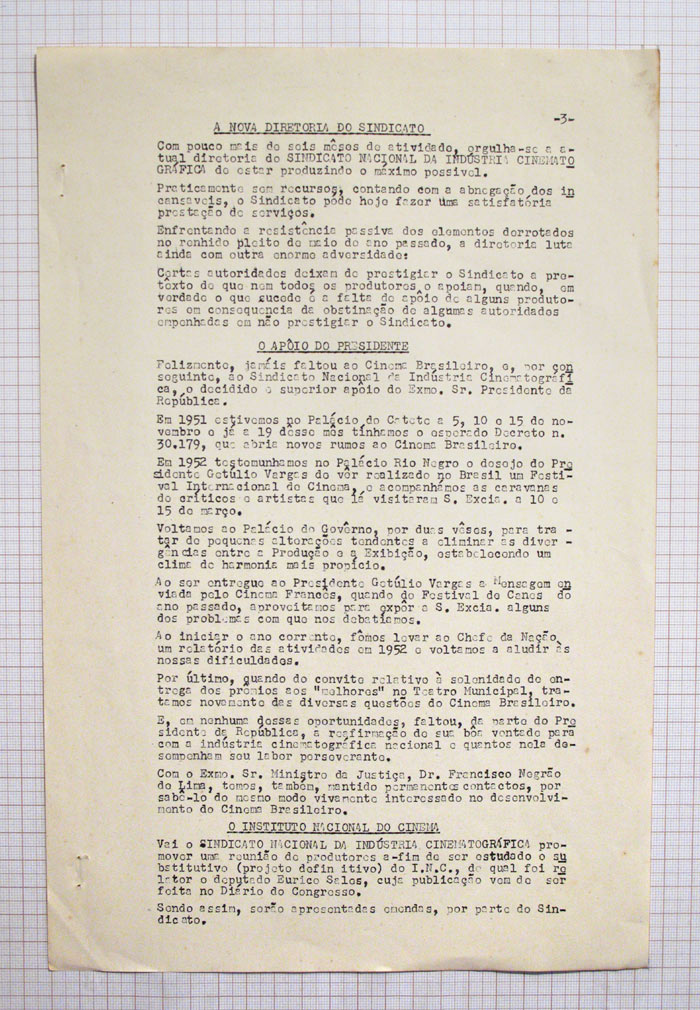 -3-
A NOVA DIRETORIA DO SINDICATO
Com pouco mais de seis mêses de atividade, orgulha-se a a-
tual diretoria do SINDICATO NACIONAL DA INDÚSTRIA CINEMATO
GRÁFICA de estar produzindo o máximo possivel.
Praticamente sem recursos, contando com a abnegação dos in
cansaveis, o Sindicato póde hoje fazer uma satisfatória
prestação de serviços.
Enfrentando a resistência passiva dos elementos derrotados
no renhido pleito de maio do ano passado, a diretoria luta
ainda com outra enorme adversidade:
Certas autoridades deixam de prestigiar o Sindicato a pre-
têxto de que nem todos os produtores o apoiam, quando, em
verdade o que sucede é a falta de apôio de alguns produto-
res em consequencia da obstinação de algumas autoridades
empenhadas em não prestigiar o Sindicato.
O APÔIO DO PRESIDENTE
Felizmente, jamáis faltou ao Cinema Brasileiro, e, por con
seguinte, ao Sindicato Nacional da Indústria Cinematográfi
ca, o decidido e superior apôio do Exmo. Sr. Presidente da
República.
Em 1951 estivemos no Palácio do Catete a 5, 10 e 15 de no-
vembro e já a 19 desse mês tínhamos o esperado Decreto n.
30.179, que abria novos rumos ao Cinema Brasileiro.
Em 1952 testemunhamos no Palácio Rio Negro o desejo do Pre
sidente Getúlio Vargas de vêr realizado no Brasil um Festi-
val Internacional de Cinema, e acompanhámos as caravanas
de críticos e artistas que lá visitaram S. Excia. a 10 e
15 de março.
Voltamos ao Palácio do Govêrno, por duas vêses, para tra -
tar de pequenas alterações tendentes a eliminar as diver -
gências entre a Produção e a Exibição, estabelecendo um
clima de harmonia mais propício.
Ao ser entregue ao Presidente Getúlio Vargas a Mensagem en
viada pelo Cinema Francês, quando do Festival de Canes do
ano passado, aproveitamos para expôr a S. Excia. alguns
dos problemas com que nos debatíamos.
Ao iniciar o ano corrente, fômos levar ao Chefe da Nação
um relatório das atividades em 1952 e voltamos a aludir às
nossas dificuldades.
Por último, quando do convite relativo à solenidade de en-
trega dos prêmios aos "melhores" no Teatro Municipal, tra-
tamos novamente das diversas questões do Cinema Brasileiro.
E, em nenhuma dessas oportunidades, faltou, da parte do Pre
sidente da República, a reafirmação de sua bôa vontade para
com a indústria cinematográfica nacional e quantos nela de-
sempenham seu labor perseverante.
Com o Exmo. Sr. Ministro da Justiça, Dr. Francisco Negrão
de Lima, temos, também, mantido permanentes contactos, por
sabê-lo do mesmo modo vivamente interessado no desenvolvi-
mento do Cinema Brasileiro.
O INSTITUTO NACIONAL DO CINEMA
Vai o SINDICATO NACIONAL DA INDÚSTRIA CINEMATOGRÁFICA pro-
mover uma reunião de produtores a-fim de ser estudado o su
bstitutivo (projeto defin itivo) do I.N.C., do qual foi re
lator o deputado Eurico Sales, cuja publicação vem de ser
feita no Diário do Congresso.
Sendo assim, serão apresentadas emendas, por parte do Sin-
dicato.